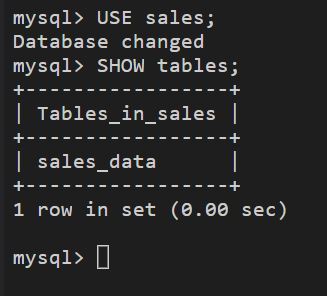 mysql> USE sales;
Database changed
mysql> SHOW tables;
+-----------------+
| Tables_in_sales |
+-----------------+
| sales_data      |
+-----------------+
1 row in set (0.00 sec)
mysql>